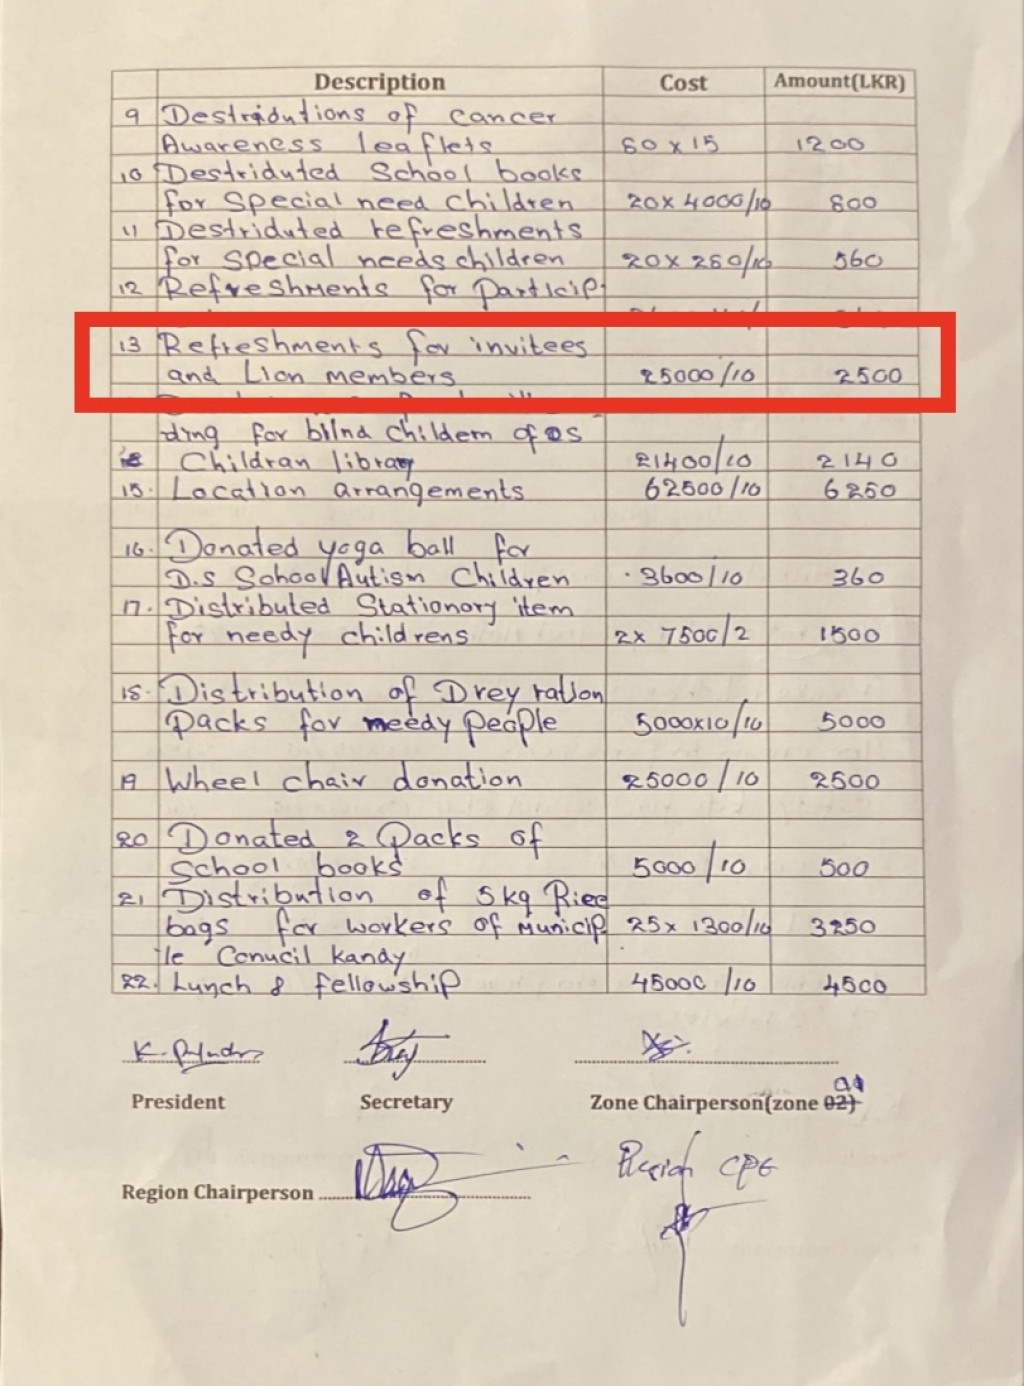 Description Cost Amount(LKR)
9 Destridutions of cancer
Awareness leaflets 80 x 15 1200
10 Destriduted School books
for special need children 20x 4000/10 800
11 Destriduted refreshments
for special needs children 20x 280/10 560
12 Refreshments for Particip
13 Refreshments for invitees
and Lion members 25000/10 2500
ding for blind childern of DS
Childran library 21400/10 2140
15. Location arrangements 62500/10 6250
16. Donated yoga ball for
D.S School Autism Children 3600/10 360
17. Distributed Stationory item
for needy childrens 2x 7500/2 1500
18. Distribution of Drey ration
Packs for needy people 5000x10/10 5000
19 Wheel chair donation 25000/10 2500
20 Donated 2 Packs of
School books 5000/10 500
21 Distribution of 5kg Rice
bags for workers of Municip 25x 1300/10 3250
le Conucil kandy
22. Lunch & fellowship 45000/10 4500
President Secretary Zone Chairperson(zone 02)
Region Chairperson